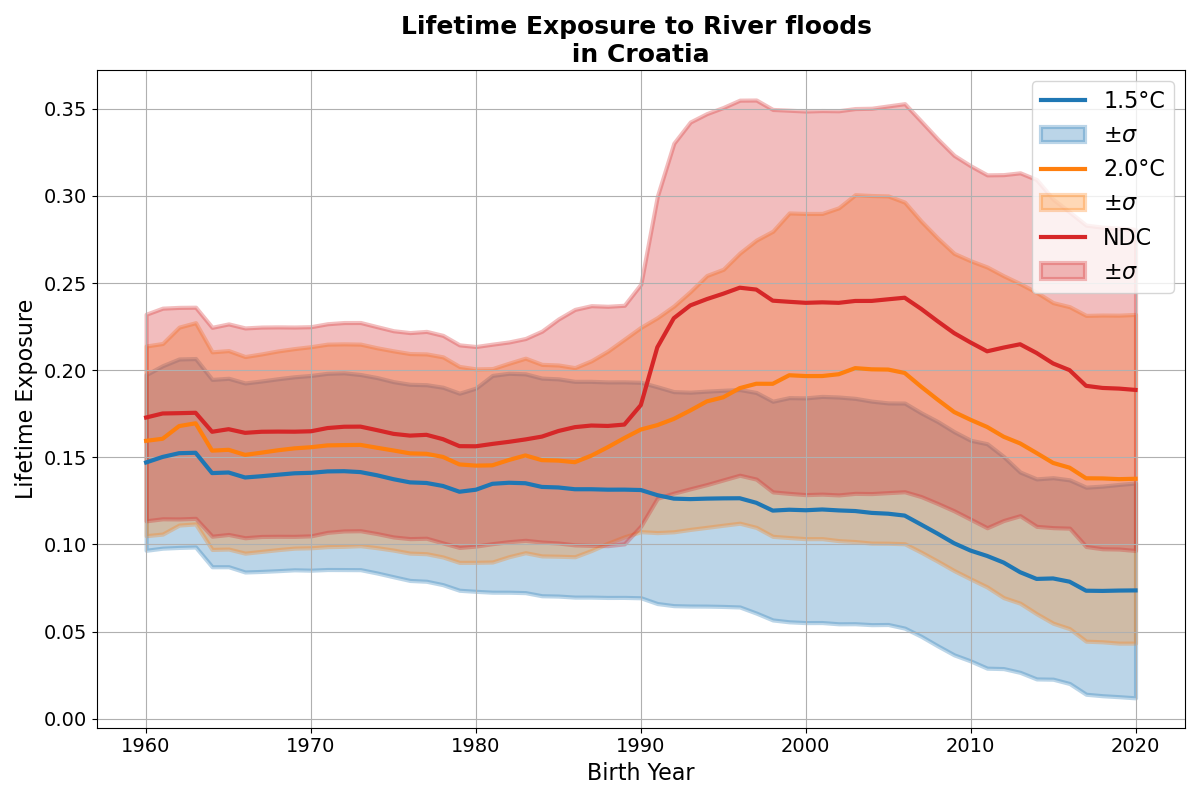 Lifetime Exposure to River floods
in Croatia
Lifetime Exposure
0.35
0.30
0.25
0.20
0.15
0.10
0.05
0.00
1960
1970
1980
1990
2000
2010
2020
Birth Year
1.5°C
±σ
2.0°C
±σ
NDC
±σ